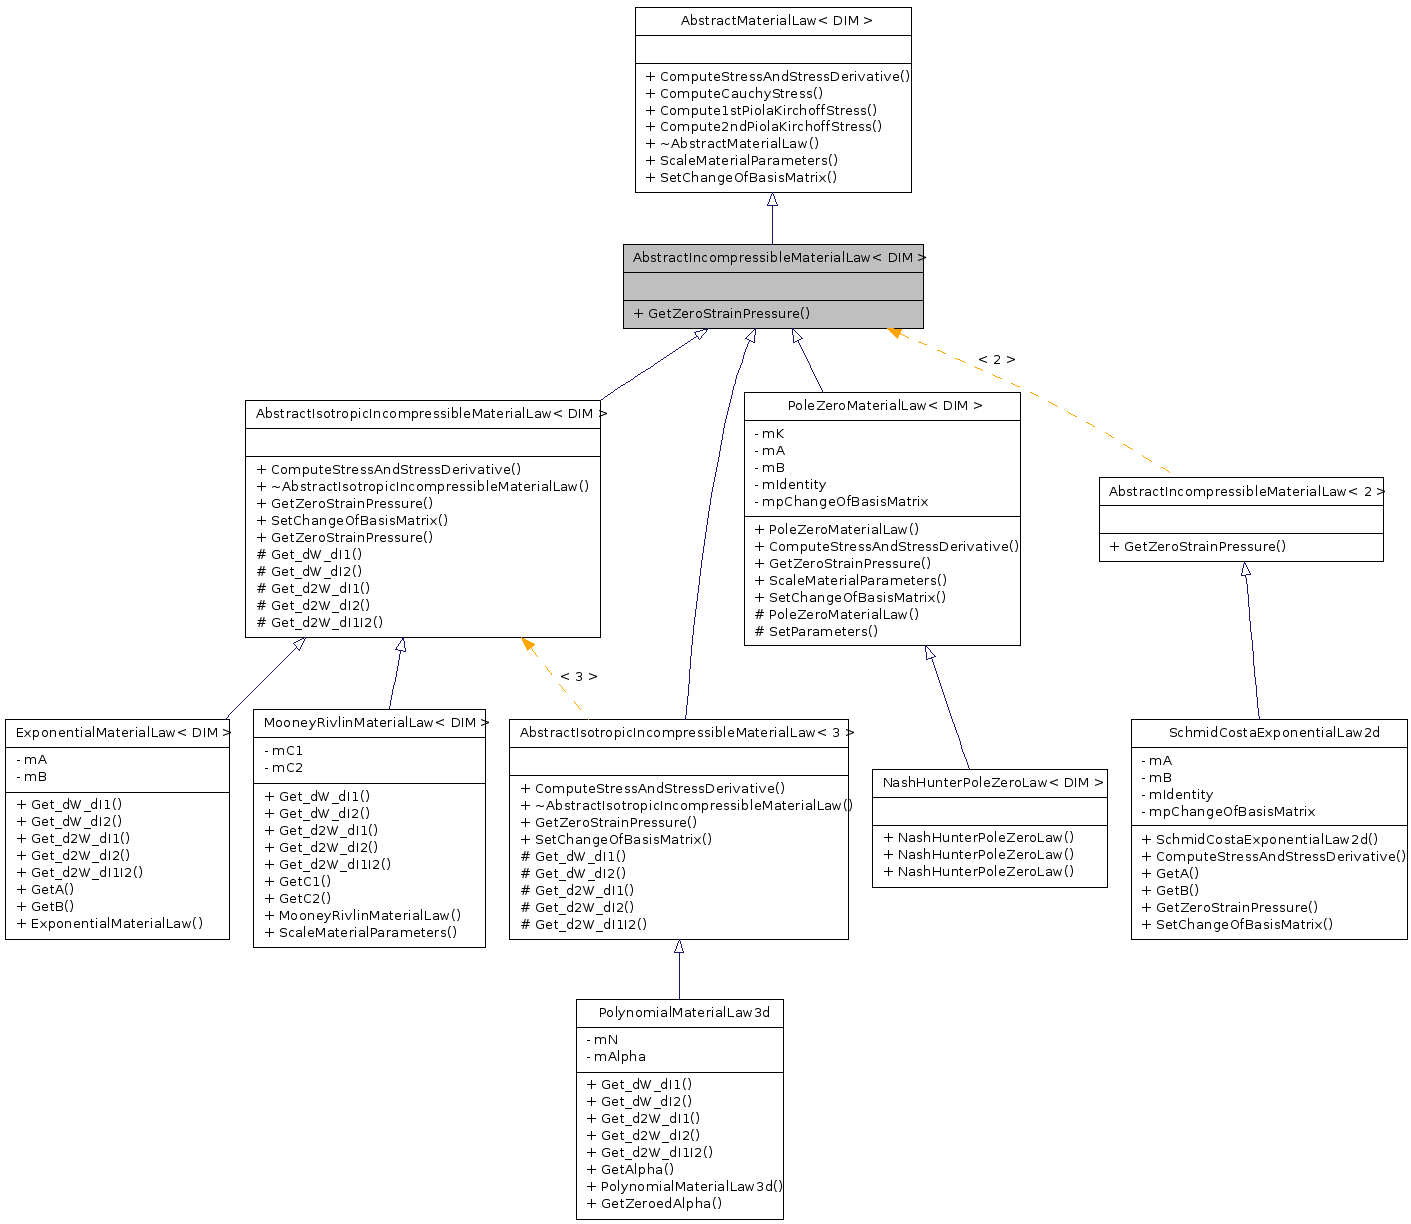 AbstractMaterialLaw< DIM >
+ ComputeStressAndStressDerivative()
+ ComputeCauchyStress()
+ Compute1stPiolaKirchoffStress()
+ Compute2ndPiolaKirchoffStress()
+ ~AbstractMaterialLaw()
+ ScaleMaterialParameters()
+ SetChangeOfBasisMatrix()
AbstractIncompressibleMaterialLaw< DIM >
+ GetZeroStrainPressure()
< 2 >
AbstractIsotropicIncompressibleMaterialLaw< DIM >
+ ComputeStressAndStressDerivative()
+ ~AbstractIsotropicIncompressibleMaterialLaw()
+ GetZeroStrainPressure()
+ SetChangeOfBasisMatrix()
+ GetZeroStrainPressure()
# Get_dW_dI1()
# Get_dW_dI2()
# Get_d2W_dI1()
# Get_d2W_dI2()
# Get_d2W_dI1I2()
PoleZeroMaterialLaw< DIM >
- mK
- mA
- mB
- mIdentity
- mpChangeOfBasisMatrix
+ PoleZeroMaterialLaw()
+ ComputeStressAndStressDerivative()
+ GetZeroStrainPressure()
+ ScaleMaterialParameters()
+ SetChangeOfBasisMatrix()
# PoleZeroMaterialLaw()
# SetParameters()
AbstractIncompressibleMaterialLaw< 2 >
+ GetZeroStrainPressure()
< 3 >
ExponentialMaterialLaw< DIM >
- mA
- mB
+ Get_dW_dI1()
+ Get_dW_dI2()
+ Get_d2W_dI1()
+ Get_d2W_dI2()
+ Get_d2W_dI1I2()
+ GetA()
+ GetB()
+ ExponentialMaterialLaw()
MooneyRivlinMaterialLaw< DIM >
- mC1
- mC2
+ Get_dW_dI1()
+ Get_dW_dI2()
+ Get_d2W_dI1()
+ Get_d2W_dI2()
+ Get_d2W_dI1I2()
+ GetC1()
+ GetC2()
+ MooneyRivlinMaterialLaw()
+ ScaleMaterialParameters()
AbstractIsotropicIncompressibleMaterialLaw< 3 >
+ ComputeStressAndStressDerivative()
+ ~AbstractIsotropicIncompressibleMaterialLaw()
+ GetZeroStrainPressure()
+ SetChangeOfBasisMatrix()
# Get_dW_dI1()
# Get_dW_dI2()
# Get_d2W_dI1()
# Get_d2W_dI2()
# Get_d2W_dI1I2()
NashHunterPoleZeroLaw< DIM >
+ NashHunterPoleZeroLaw()
+ NashHunterPoleZeroLaw()
+ NashHunterPoleZeroLaw()
SchmidCostaExponentialLaw2d
- mA
- mB
- mIdentity
- mpChangeOfBasisMatrix
+ SchmidCostaExponentialLaw2d()
+ ComputeStressAndStressDerivative()
+ GetA()
+ GetB()
+ GetZeroStrainPressure()
+ SetChangeOfBasisMatrix()
PolynomialMaterialLaw3d
- mN
- mAlpha
+ Get_dW_dI1()
+ Get_dW_dI2()
+ Get_d2W_dI1()
+ Get_d2W_dI2()
+ Get_d2W_dI1I2()
+ GetAlpha()
+ PolynomialMaterialLaw3d()
+ GetZeroedAlpha()